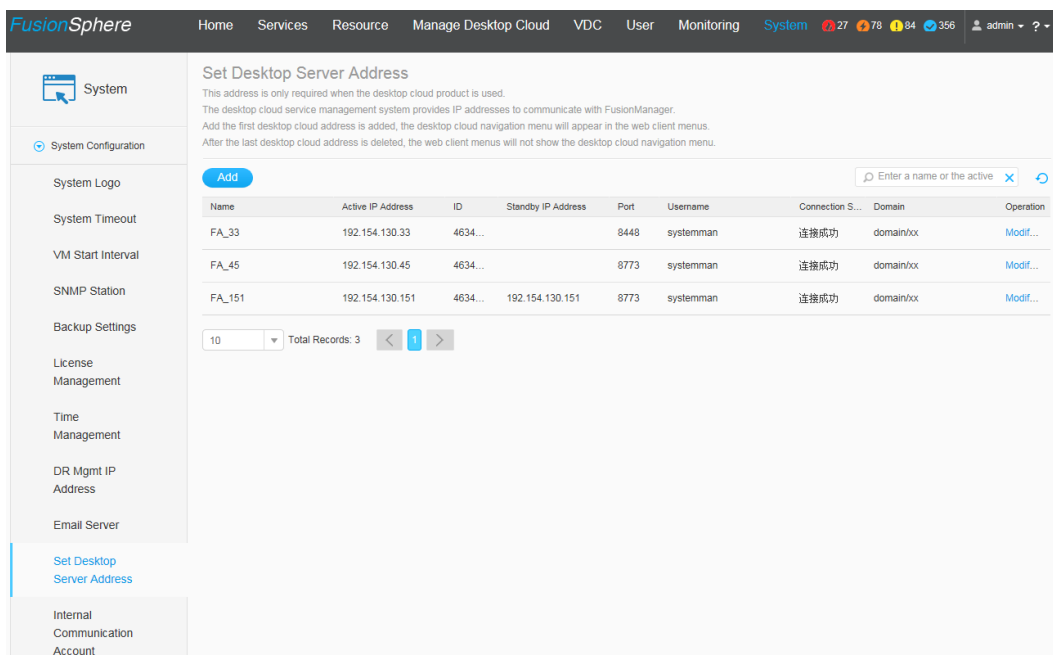 FusionSphere Home Services Resource Manage Desktop Cloud VDC User Monitoring System 27 78 84 356 admin ?
System
System Configuration
System Logo
System Timeout
VM Start Interval
SNMP Station
Backup Settings
License
Management
Time
Management
DR Mgmt IP
Address
Email Server
Set Desktop
Server Address
Internal
Communication
Account
Set Desktop Server Address
This address is only required when the desktop cloud product is used.
The desktop cloud service management system provides IP addresses to communicate with FusionManager.
Add the first desktop cloud address is added, the desktop cloud navigation menu will appear in the web client menus.
After the last desktop cloud address is deleted, the web client menus will not show the desktop cloud navigation menu.
Add Enter a name or the active
Name Active IP Address ID Standby IP Address Port Username Connection S... Domain Operation
FA_33 192.154.130.33 4634... 8448 systemman 连接成功 domain/xx Modif...
FA_45 192.154.130.45 4634... 8773 systemman 连接成功 domain/xx Modif...
FA_151 192.154.130.151 4634... 192.154.130.151 8773 systemman 连接成功 domain/xx Modif...
10 Total Records: 3 < 1 >